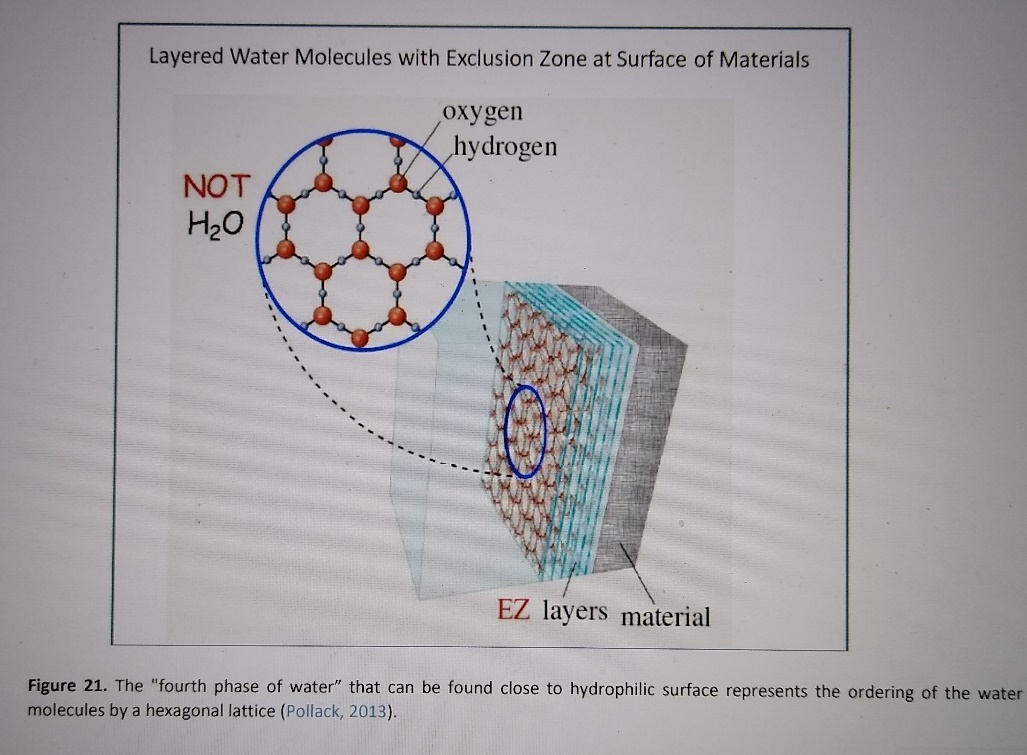 Layered Water Molecules with Exclusion Zone at Surface of Materials
oxygen
hydrogen
NOT
H₂O
EZ layers material
Figure 21. The "fourth phase of water” that can be found close to hydrophilic surface represents the ordering of the water
molecules by a hexagonal lattice (Pollack, 2013).